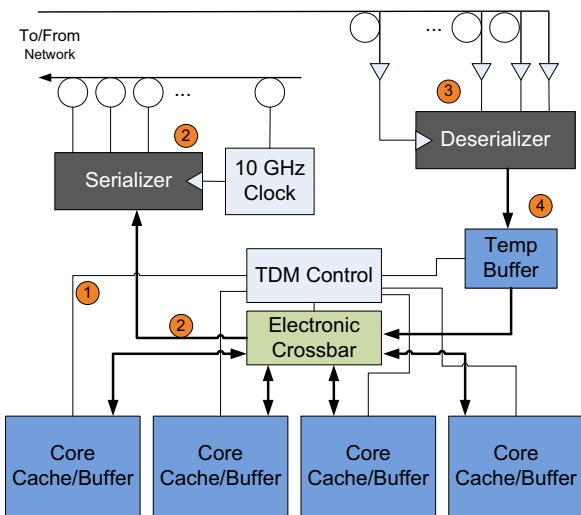 To/From
Network
...
...
3
2
Deserializer
Serializer
10 GHz
Clock
4
Temp
Buffer
TDM Control
1
2
Electronic
Crossbar
Core
Cache/Buffer
Core
Cache/Buffer
Core
Cache/Buffer
Core
Cache/Buffer